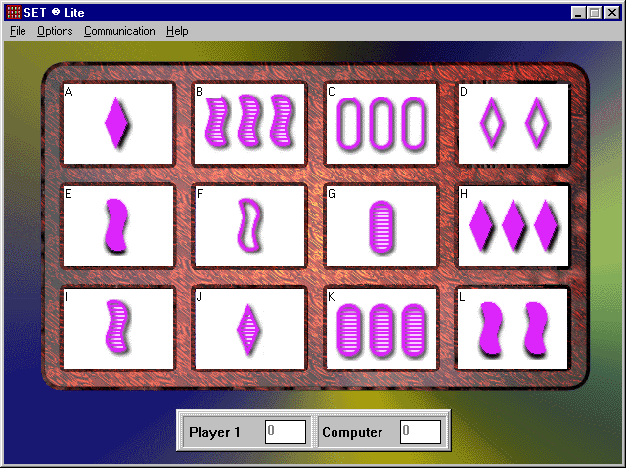 SET ® Lite
File Options Communication Help
A B C D
E F G H
I J K L
Player 1 0 Computer 0